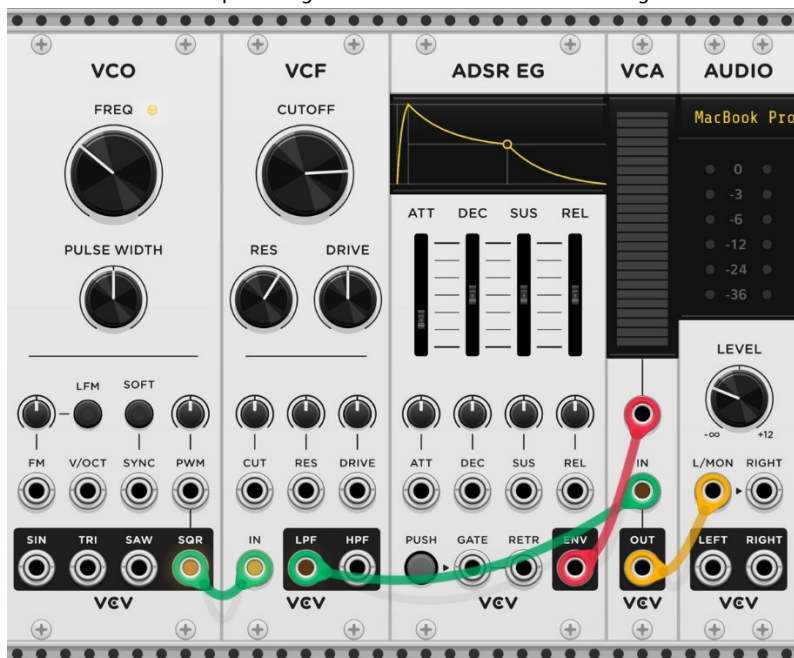 VCO
FREQ
PULSE WIDTH
LFM SOFT
FM V/OCT SYNC PWM
SIN TRI SAW SQR
VCV
VCF
CUTOFF
RES DRIVE
CUT RES DRIVE
IN LPF HPF
VCV
ADSR EG
ATT DEC SUS REL
ATT DEC SUS REL
PUSH GATE RETR ENV
VCV
VCA
IN
OUT
VCV
AUDIO
MacBook Pro
0
-3
-6
-12
-24
-36
LEVEL
-∞ +12
L/MON RIGHT
LEFT RIGHT
VCV